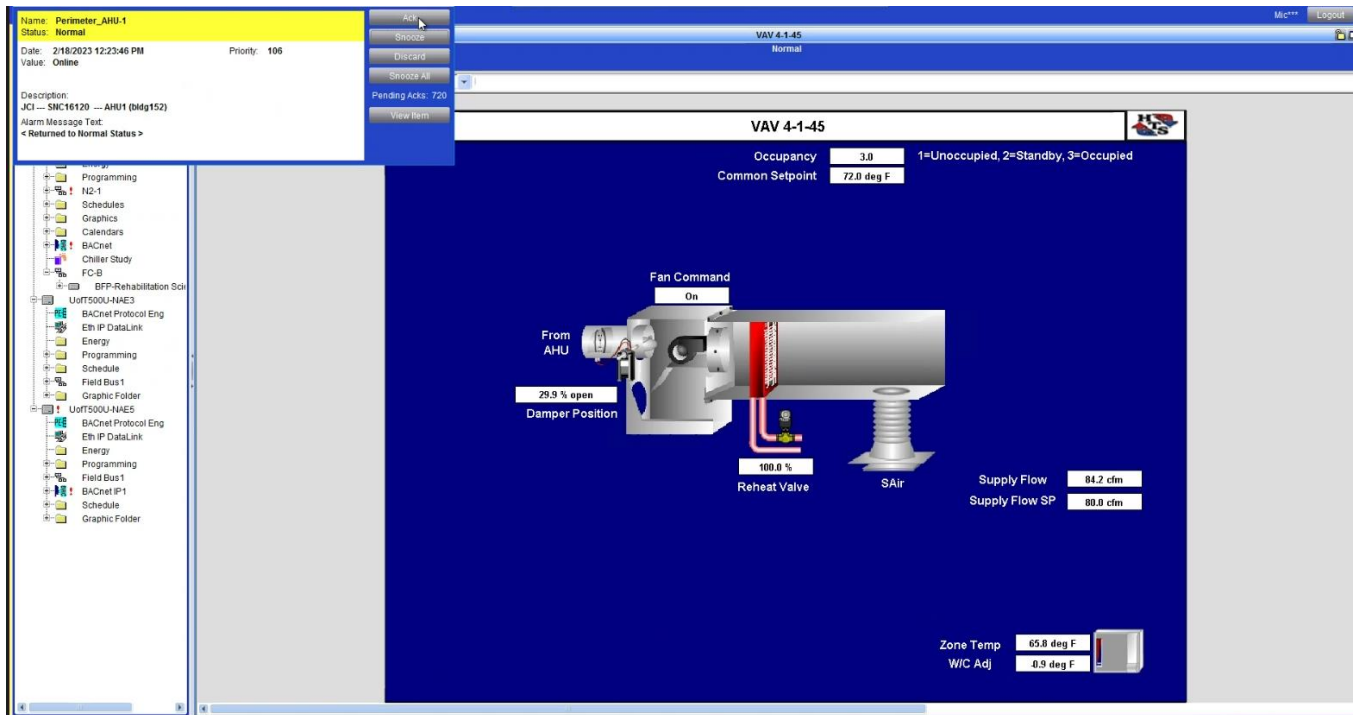 Name: Perimeter_AHU-1
Status: Normal
Date: 2/18/2023 12:23:46 PM Priority: 106
Value: Online
Description:
JCI --- SNC16120 --- AHU1 (bldg152)
Alarm Message Text:
< Returned to Normal Status >
Ack
Snooze
Discard
Snooze All
Pending Acks: 720
View Item
Mic***
Logout
VAV 4-1-45
Normal
Programming
N2-1
Schedules
Graphics
Calendars
BACnet
Chiller Study
FC-B
BFP-Rehabilitation Scie
UofT500U-NAE3
BACnet Protocol Eng
Eth IP DataLink
Energy
Programming
Schedule
Field Bus1
Graphic Folder
UofT500U-NAE5
BACnet Protocol Eng
Eth IP DataLink
Energy
Programming
Field Bus1
BACnet IP1
Schedule
Graphic Folder
VAV 4-1-45
HTS
Occupancy 3.0 1=Unoccupied, 2=Standby, 3=Occupied
Common Setpoint 72.0 deg F
Fan Command
On
From
AHU
29.9 % open
Damper Position
100.0 %
Reheat Valve
SAir
Supply Flow 84.2 cfm
Supply Flow SP 80.0 cfm
Zone Temp 65.8 deg F
W/C Adj -0.9 deg F